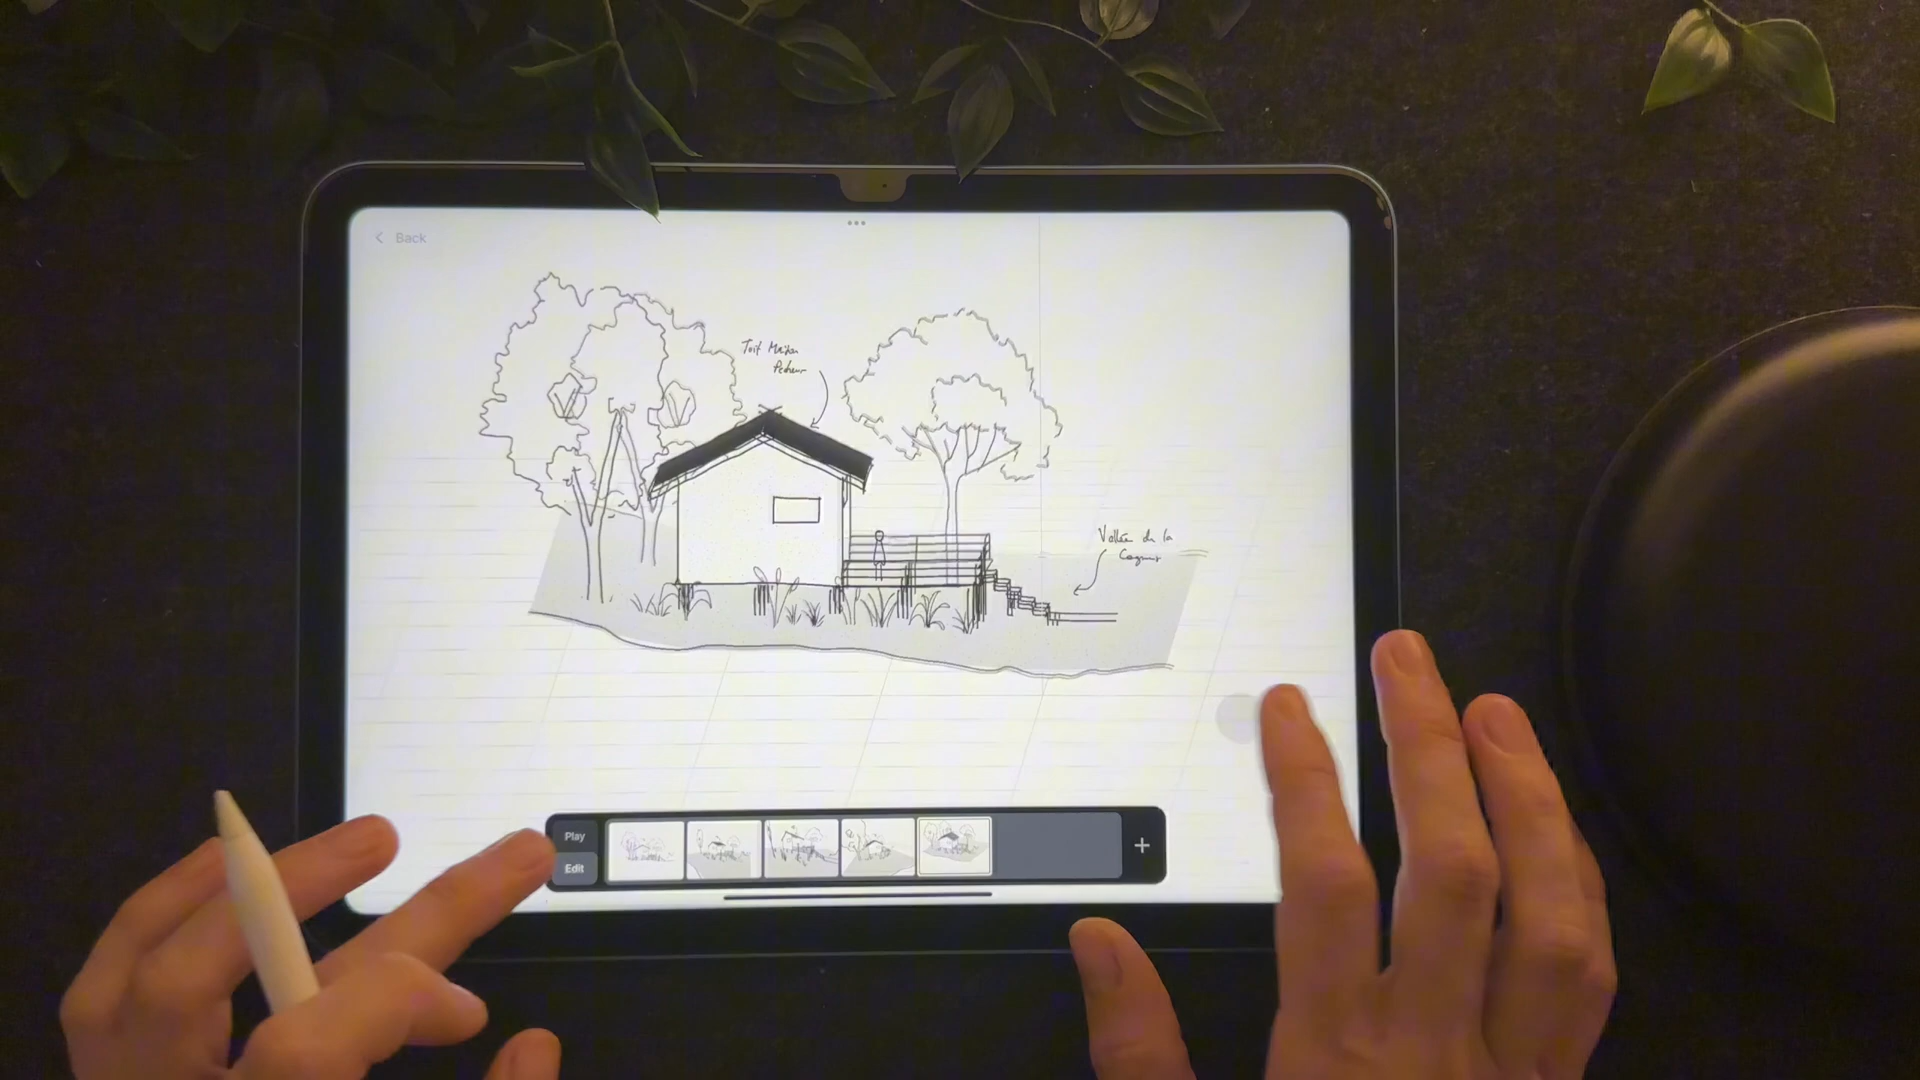 Back
Toit Maison
Pêcheur
Vallée de la
Play
Edit